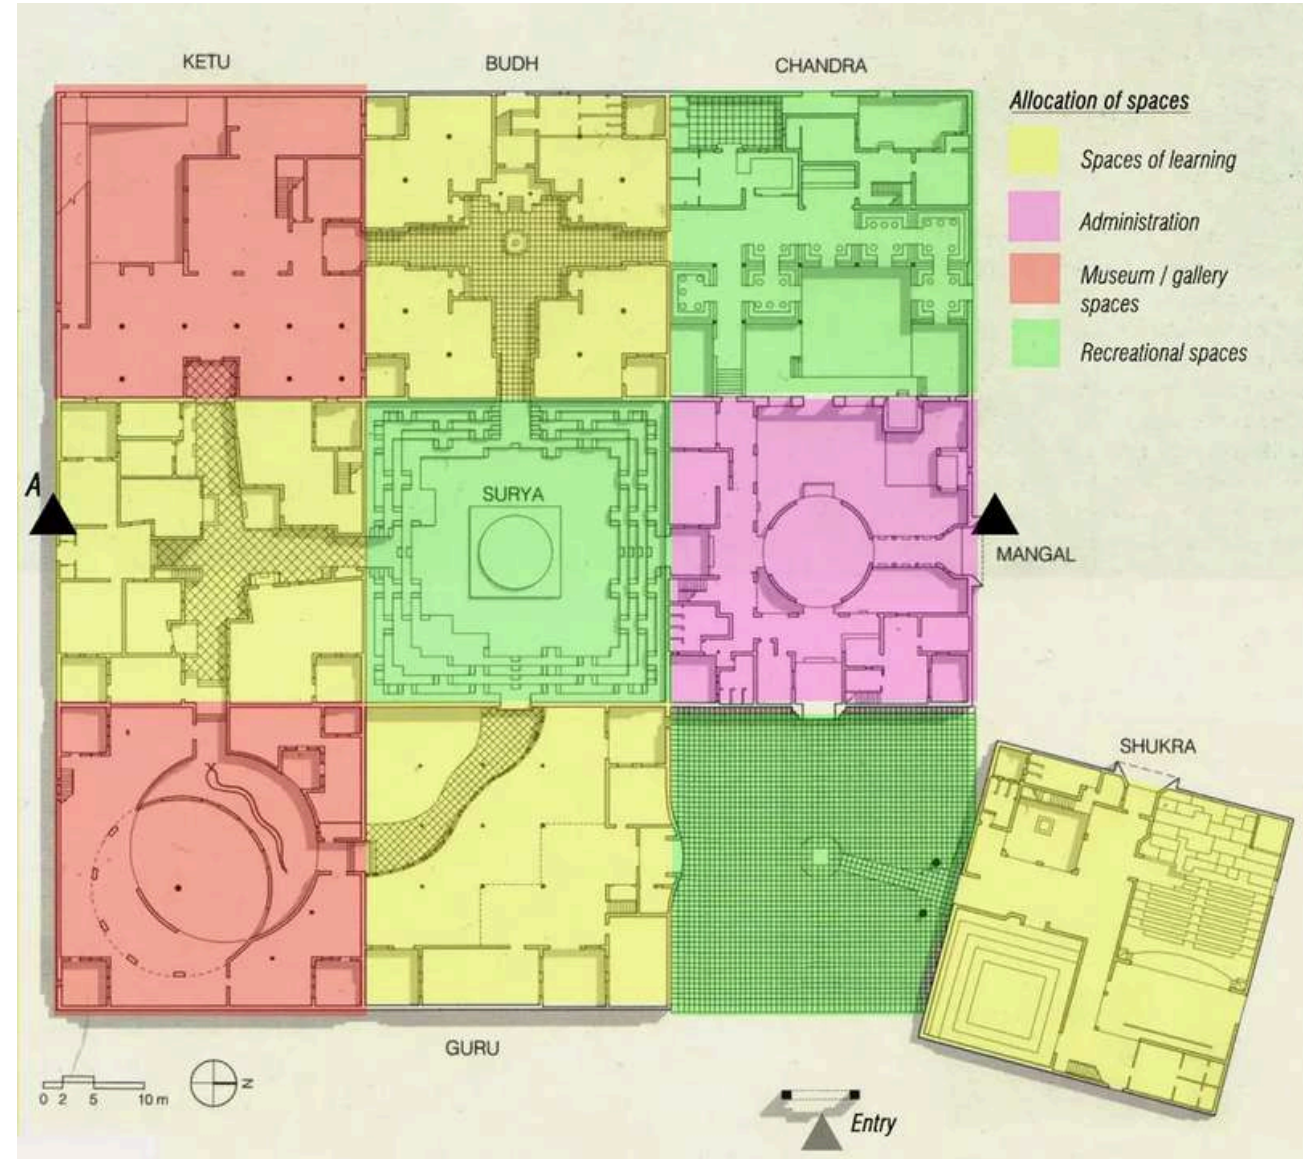 KETU
BUDH
CHANDRA
Allocation of spaces
Spaces of learning
Administration
Museum / gallery
spaces
Recreational spaces
A
SURYA
MANGAL
SHUKRA
GURU
N
0 2 5 10 m
Entry